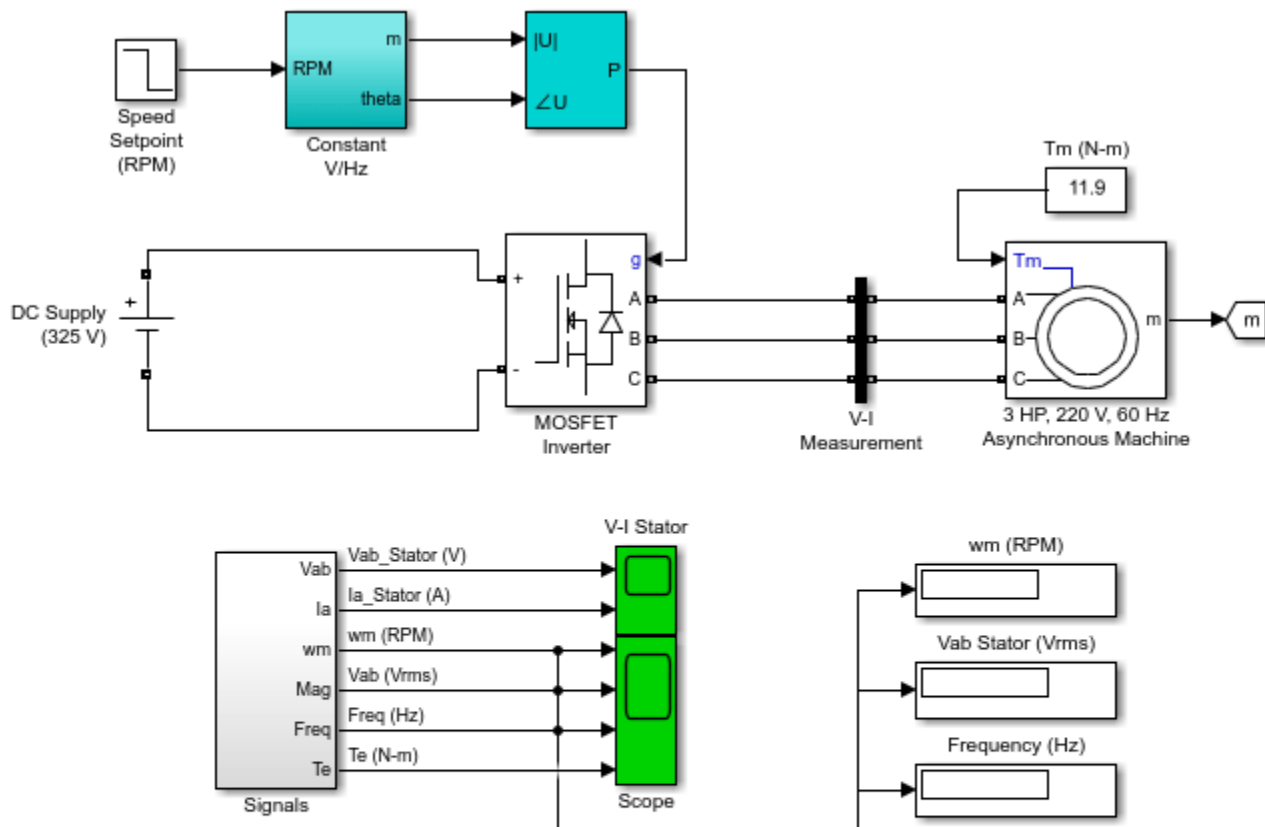 m
|U|
RPM
P
theta
∠U
Speed
Setpoint
(RPM)
Constant
V/Hz
Tm (N-m)
11.9
DC Supply
(325 V)
+
+
-
g
A
B
C
MOSFET
Inverter
V-I
Measurement
Tm
A
B
C
m
m
3 HP, 220 V, 60 Hz
Asynchronous Machine
V-I Stator
Vab
Vab_Stator (V)
Ia
Ia_Stator (A)
wm
wm (RPM)
Mag
Vab (Vrms)
Freq
Freq (Hz)
Te
Te (N-m)
Signals
Scope
wm (RPM)
Vab Stator (Vrms)
Frequency (Hz)